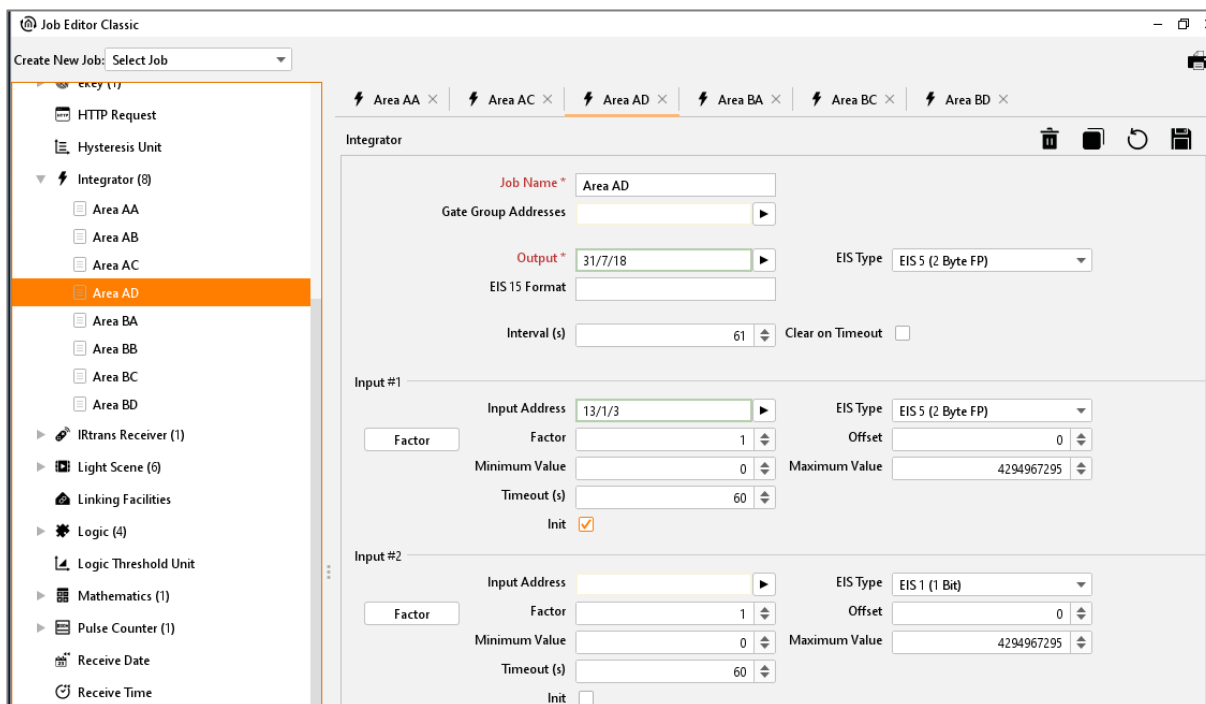 Job Editor Classic
Create New Job: Select Job
ekey (1)
HTTP Request
Hysteresis Unit
Integrator (8)
Area AA
Area AB
Area AC
Area AD
Area BA
Area BB
Area BC
Area BD
IRtrans Receiver (1)
Light Scene (6)
Linking Facilities
Logic (4)
Logic Threshold Unit
Mathematics (1)
Pulse Counter (1)
Receive Date
Receive Time
Area AA Area AC Area AD Area BA Area BC Area BD
Integrator
Job Name * Area AD
Gate Group Addresses
Output * 31/7/18 EIS Type EIS 5 (2 Byte FP)
EIS 15 Format
Interval (s) 61 Clear on Timeout
Input #1
Input Address 13/1/3 EIS Type EIS 5 (2 Byte FP)
Factor Factor 1 Offset 0
Minimum Value 0 Maximum Value 4294967295
Timeout (s) 60
Init
Input #2
Input Address EIS Type EIS 1 (1 Bit)
Factor Factor 1 Offset 0
Minimum Value 0 Maximum Value 4294967295
Timeout (s) 60
Init